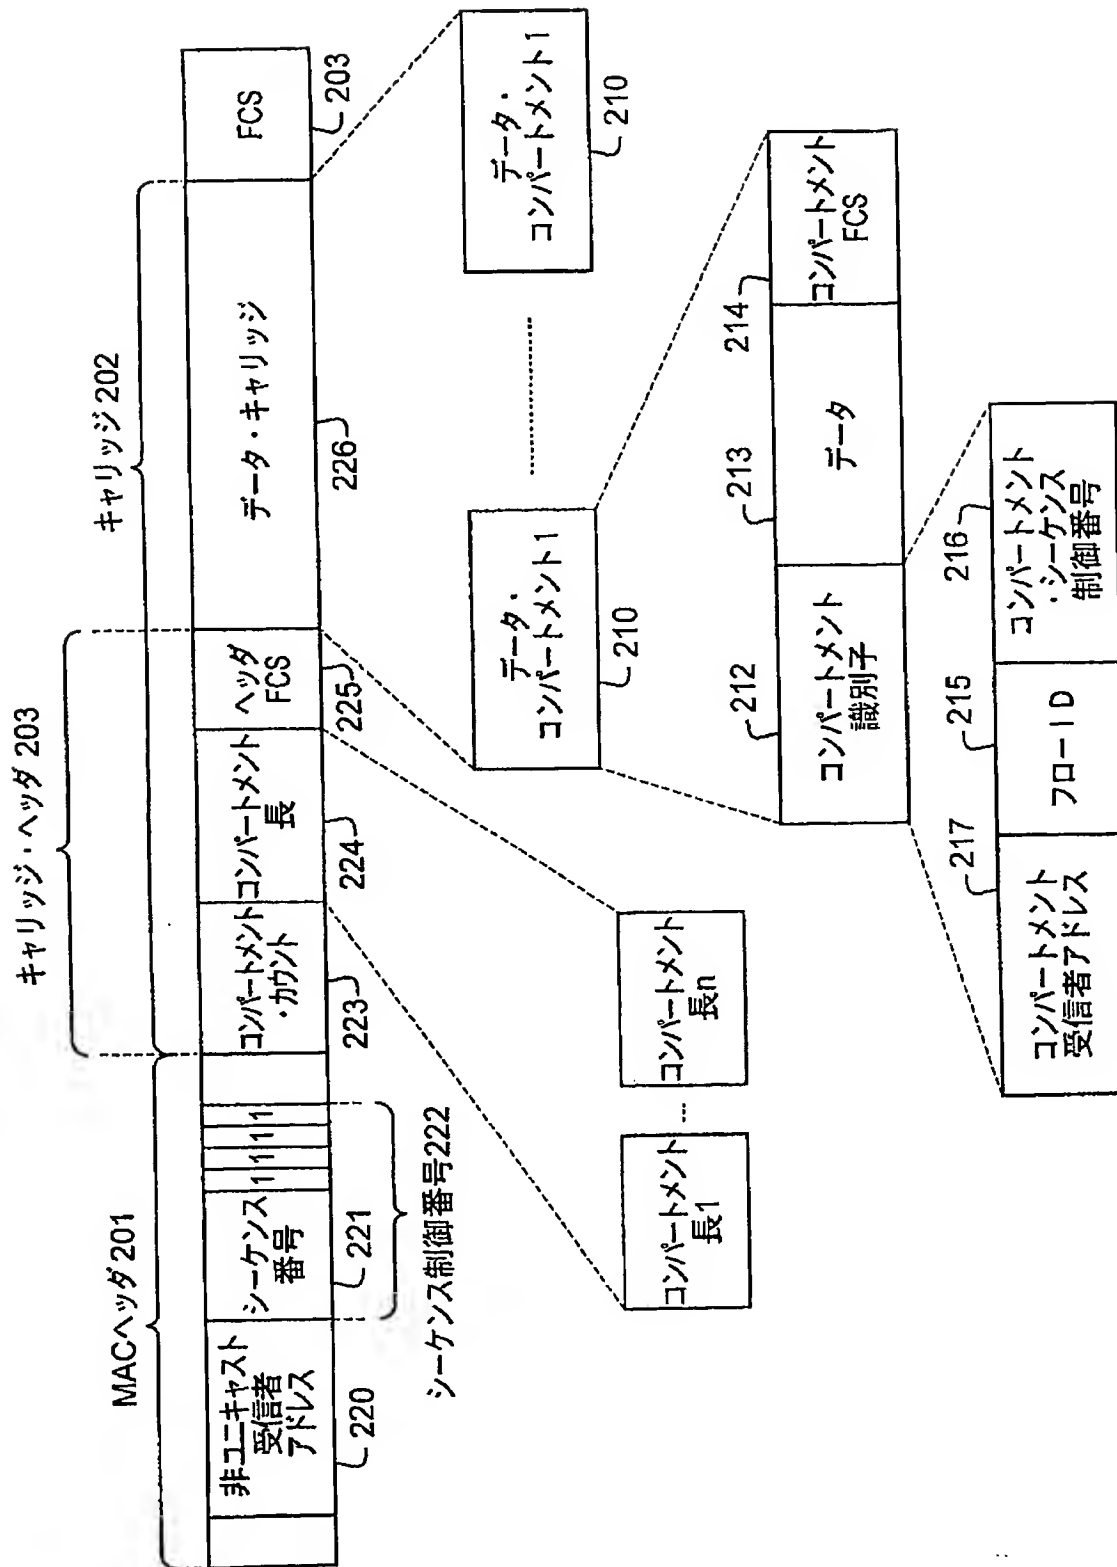 MACヘッダ 201
キャリッジ・ヘッダ 203
キャリッジ 202
非ユニキャスト
受信者
アドレス
220
シーケンス
番号
221
1
1
1
1
シーケンス制御番号222
コンパートメント
・カウント
223
コンパートメント
長
224
ヘッダ
FCS
225
データ・キャリッジ
226
FCS
203
コンパートメント
長1
...
コンパートメント
長n
データ・
コンパートメント1
210
データ・
コンパートメント1
210
コンパートメント
識別子
212
データ
213
コンパートメント
FCS
214
コンパートメント
受信者アドレス
217
フローID
215
コンパートメント
・シーケンス
制御番号
216